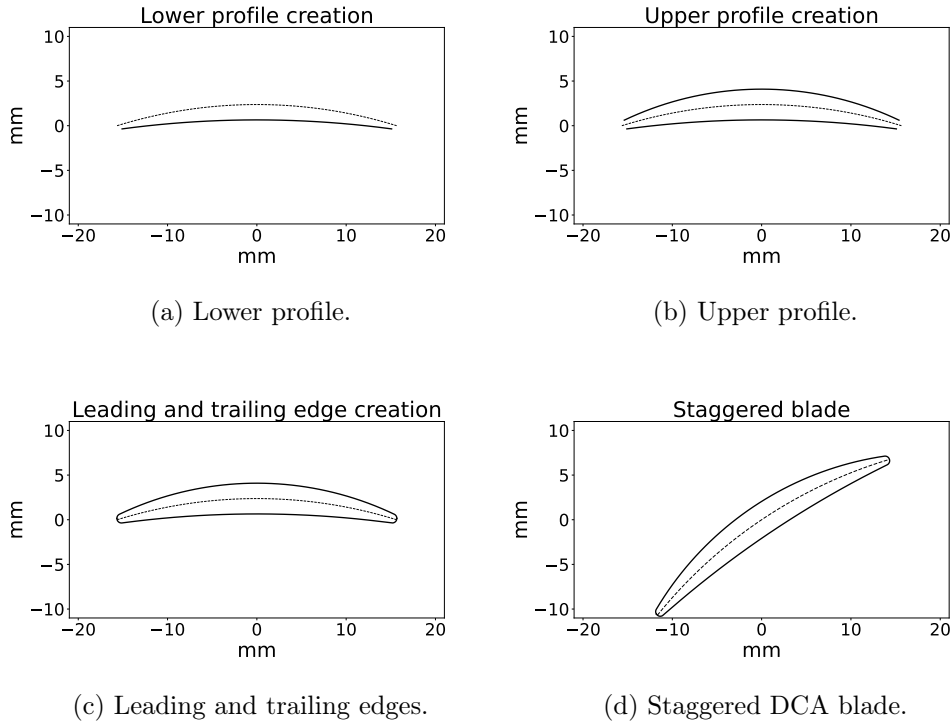 Lower profile creation
10
5
0
−5
−10
mm
−20 −10 0 10 20
mm
(a) Lower profile.
Upper profile creation
10
5
0
−5
−10
mm
−20 −10 0 10 20
mm
(b) Upper profile.
Leading and trailing edge creation
10
5
0
−5
−10
mm
−20 −10 0 10 20
mm
(c) Leading and trailing edges.
Staggered blade
10
5
0
−5
−10
mm
−20 −10 0 10 20
mm
(d) Staggered DCA blade.